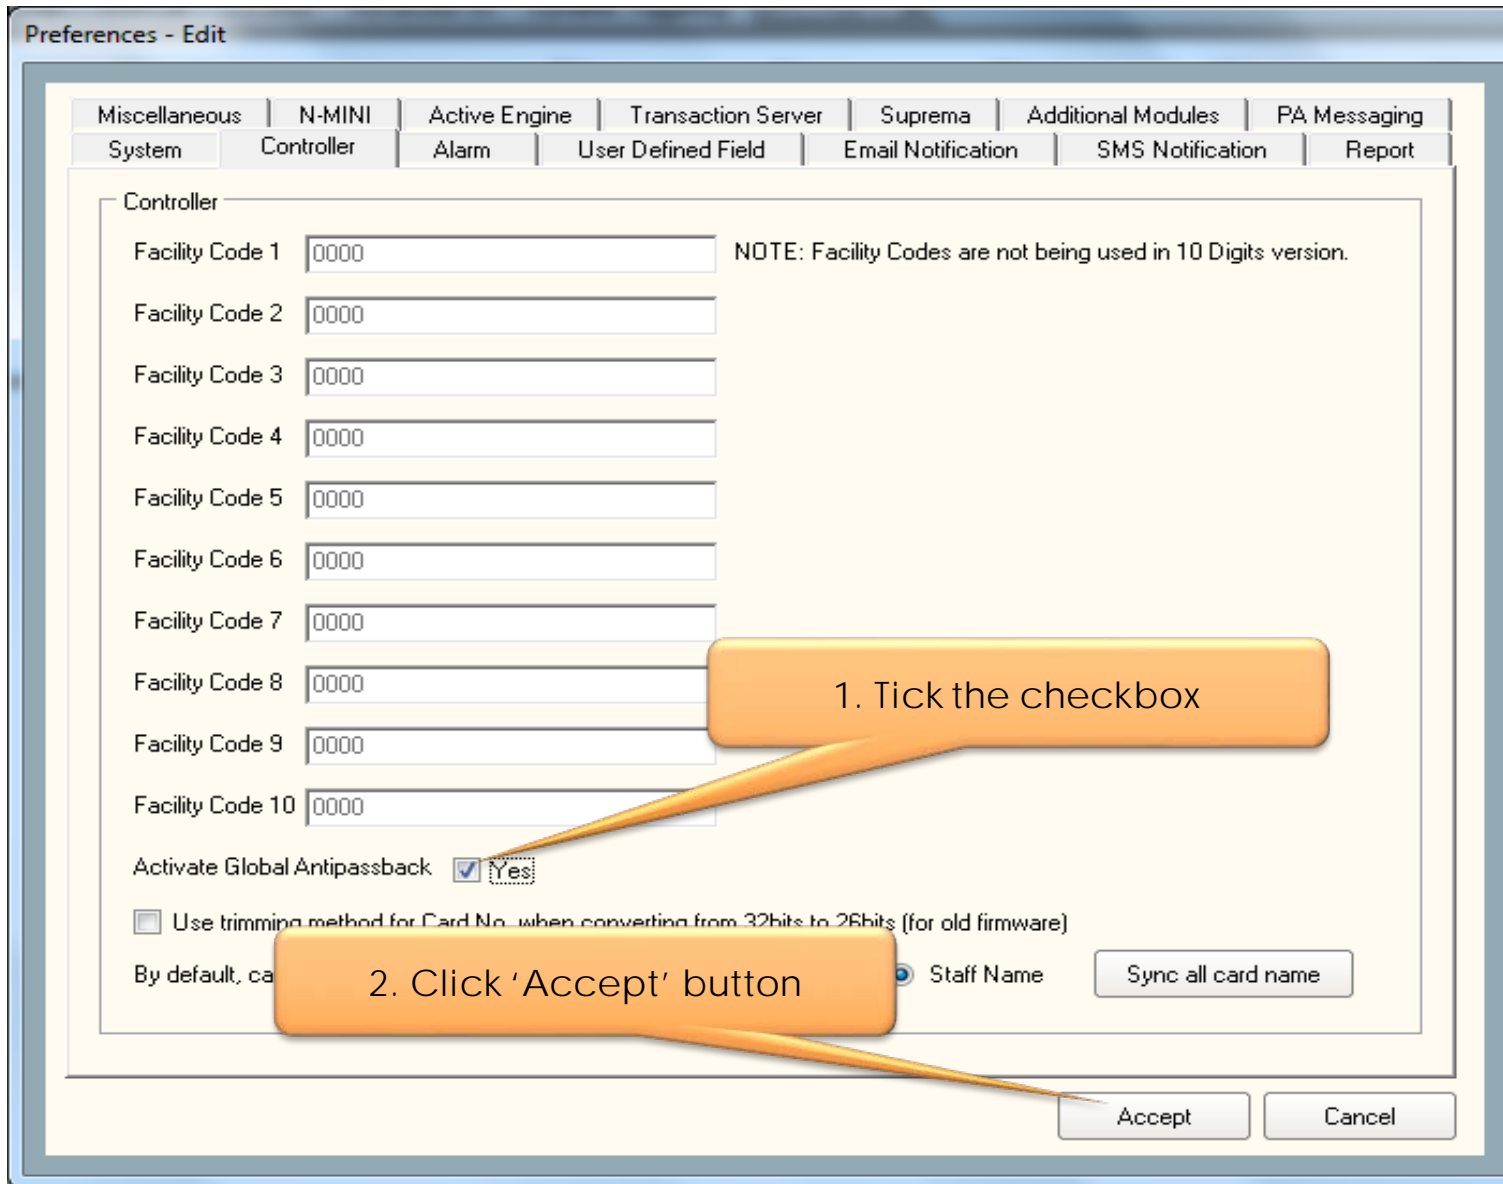 Preferences - Edit
Miscellaneous N-MINI Active Engine Transaction Server Suprema Additional Modules PA Messaging
System Controller Alarm User Defined Field Email Notification SMS Notification Report
Controller
Facility Code 1 0000 NOTE: Facility Codes are not being used in 10 Digits version.
Facility Code 2 0000
Facility Code 3 0000
Facility Code 4 0000
Facility Code 5 0000
Facility Code 6 0000
Facility Code 7 0000
Facility Code 8 0000
1. Tick the checkbox
Facility Code 9 0000
Facility Code 10 0000
Activate Global Antipassback Yes
Use trimming method for Card No. when converting from 32bits to 26bits (for old firmware)
By default, Staff Name Sync all card name
2. Click ‘Accept’ button
Accept Cancel